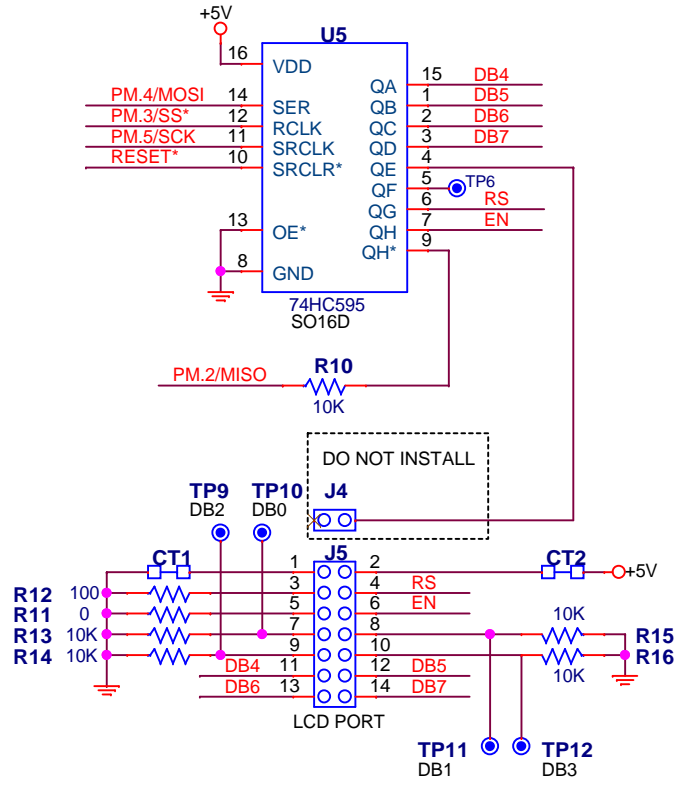 +5V
U5
16 VDD
QA 15 DB4
PM.4/MOSI 14 SER QB 1 DB5
PM.3/SS* 12 RCLK QC 2 DB6
PM.5/SCK 11 SRCLK QD 3 DB7
RESET* 10 SRCLR* QE 4
QF 5 TP6
QG 6 RS
13 OE* QH 7 EN
QH* 9
8 GND
74HC595
SO16D
R10
PM.2/MISO
10K
DO NOT INSTALL
TP9 TP10 J4
DB2 DB0
J5
CT1 1 2 CT2 +5V
R12 100 3 4 RS
R11 0 5 6 EN
R13 10K 7 8 10K R15
R14 10K 9 10 R16
10K
DB4 11 12 DB5
DB6 13 14 DB7
LCD PORT
TP11 TP12
DB1 DB3